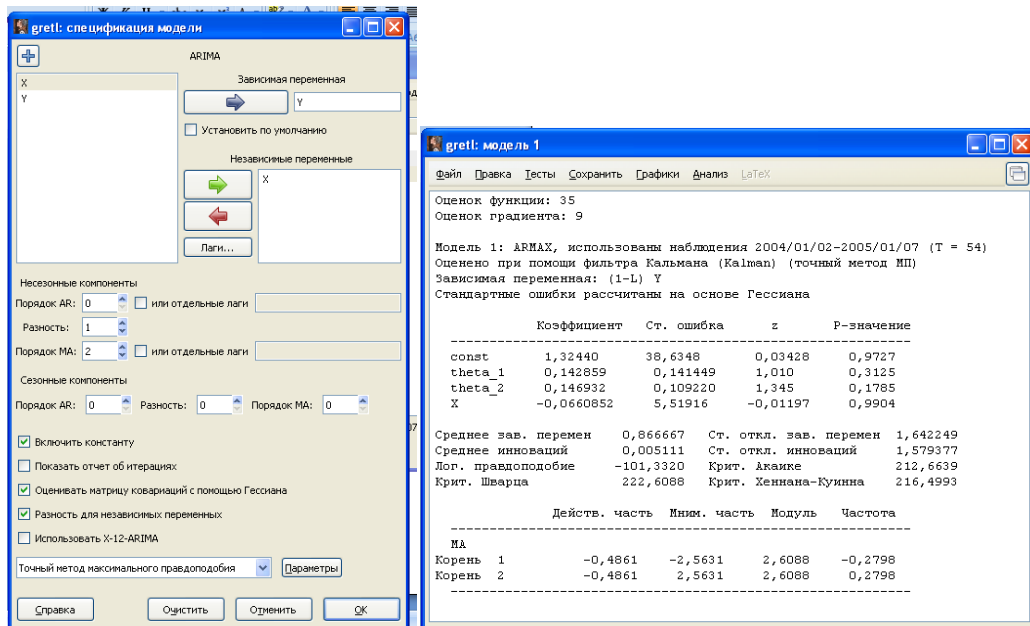 gretl: спецификация модели
ARIMA
X
Y
Зависимая переменная
Y
Установить по умолчанию
Независимые переменные
X
Лаги...
Несезонные компоненты
Порядок AR: 0 или отдельные лаги
Разность: 1
Порядок MA: 2 или отдельные лаги
Сезонные компоненты
Порядок AR: 0 Разность: 0 Порядок MA: 0
Включить константу
Показать отчет об итерациях
Оценивать матрицу ковариаций с помощью Гессиана
Разность для независимых переменных
Использовать X-12-ARIMA
Точный метод максимального правдоподобия Параметры
Справка Очистить Отменить OK
gretl: модель 1
Файл Правка Тесты Сохранить Графики Анализ LaTeX
Оценок функции: 35
Оценок градиента: 9
Модель 1: ARMAX, использованы наблюдения 2004/01/02-2005/01/07 (T = 54)
Оценено при помощи фильтра Кальмана (Kalman) (точный метод МП)
Зависимая переменная: (1-L) Y
Стандартные ошибки рассчитаны на основе Гессиана
Коэффициент Ст. ошибка z P-значение
const 1,32440 38,6348 0,03428 0,9727
theta_1 0,142859 0,141449 1,010 0,3125
theta_2 0,146932 0,109220 1,345 0,1785
X -0,0660852 5,51916 -0,01197 0,9904
Среднее зав. перемен 0,866667 Ст. откл. зав. перемен 1,642249
Среднее инноваций 0,005111 Ст. откл. инноваций 1,579377
Лог. правдоподобие -101,3320 Крит. Акаике 212,6639
Крит. Шварца 222,6088 Крит. Хеннана-Куинна 216,4993
Действ. часть Мним. часть Модуль Частота
MA
Корень 1 -0,4861 -2,5631 2,6088 -0,2798
Корень 2 -0,4861 2,5631 2,6088 0,2798